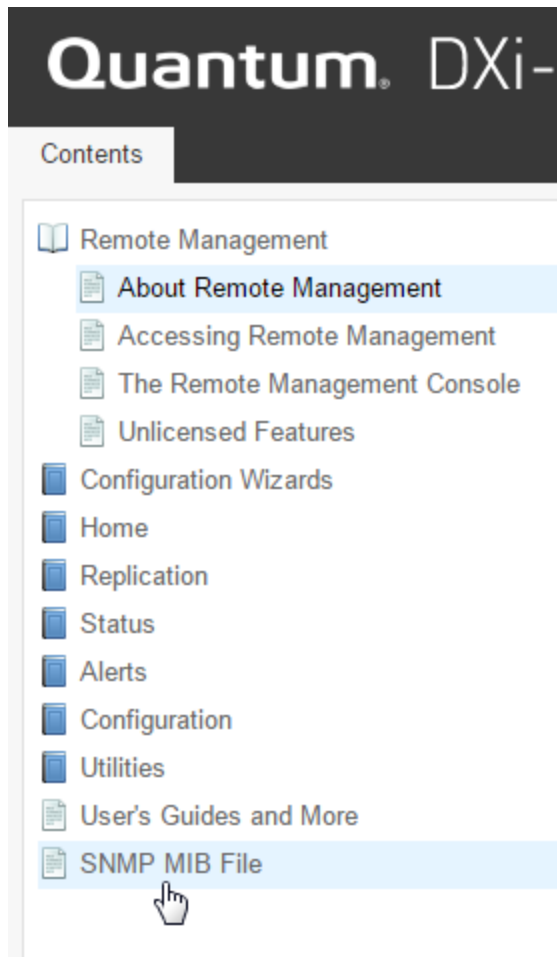 Quantum® DXi-
Contents
Remote Management
About Remote Management
Accessing Remote Management
The Remote Management Console
Unlicensed Features
Configuration Wizards
Home
Replication
Status
Alerts
Configuration
Utilities
User's Guides and More
SNMP MIB File